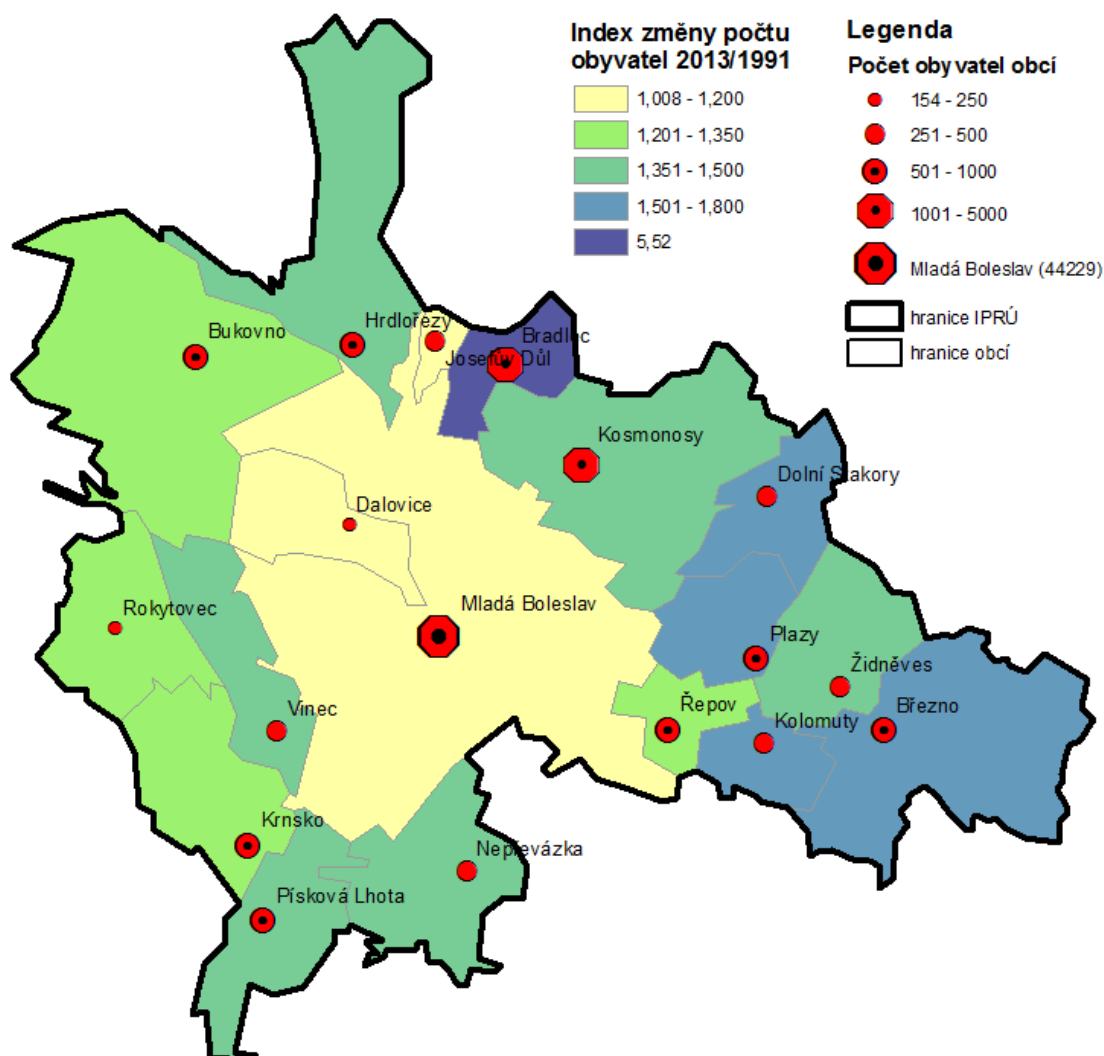 Index změny počtu
obyvatel 2013/1991
1,008 - 1,200
1,201 - 1,350
1,351 - 1,500
1,501 - 1,800
5,52
Legenda
Počet obyvatel obcí
154 - 250
251 - 500
501 - 1000
1001 - 5000
Mladá Boleslav (44229)
hranice IPRÚ
hranice obcí
Hrdlořezy
Bukovno
Bradlec
Josefův Důl
Kosmonosy
Dolní Stakory
Dalovice
Mladá Boleslav
Rokytovec
Plazy
Židněves
Řepov
Březno
Vinec
Kolomuty
Krnsko
Nepřevázka
Písková Lhota